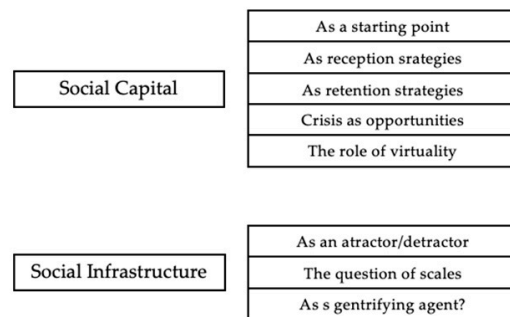 Social Capital
As a starting point
As reception srategies
As retention strategies
Crisis as opportunities
The role of virtuality
Social Infrastructure
As an atractor/detractor
The question of scales
As s gentrifying agent?